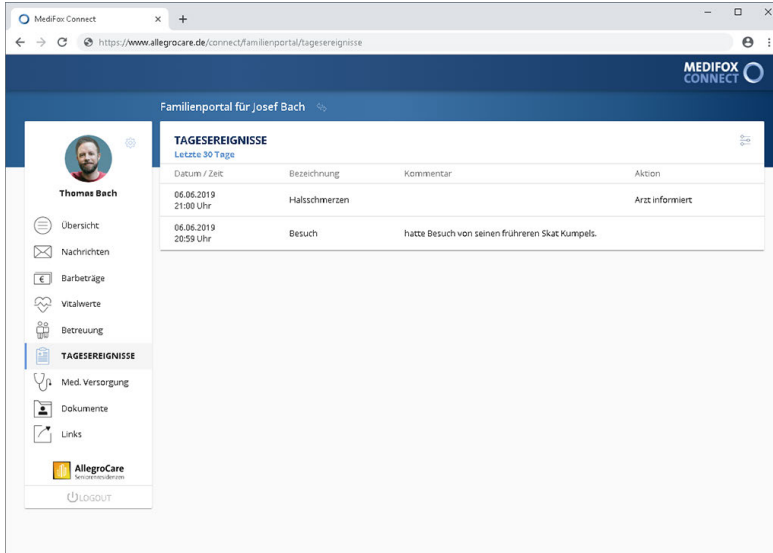 MediFox Connect
https://www.allegrocare.de/connect/familienportal/tagesereignisse
MEDIFOX
CONNECT
Familienportal für Josef Bach
Thomas Bach
Übersicht
Nachrichten
Barbeträge
Vitalwerte
Betreuung
TAGESEREIGNISSE
Med. Versorgung
Dokumente
Links
AllegroCare
Seniorenresidenzen
LOGOUT
TAGESEREIGNISSE
Letzte 30 Tage
Datum / Zeit Bezeichnung Kommentar Aktion
06.06.2019
21:00 Uhr Halsschmerzen Arzt informiert
06.06.2019
20:59 Uhr Besuch hatte Besuch von seinen frühreren Skat Kumpels.